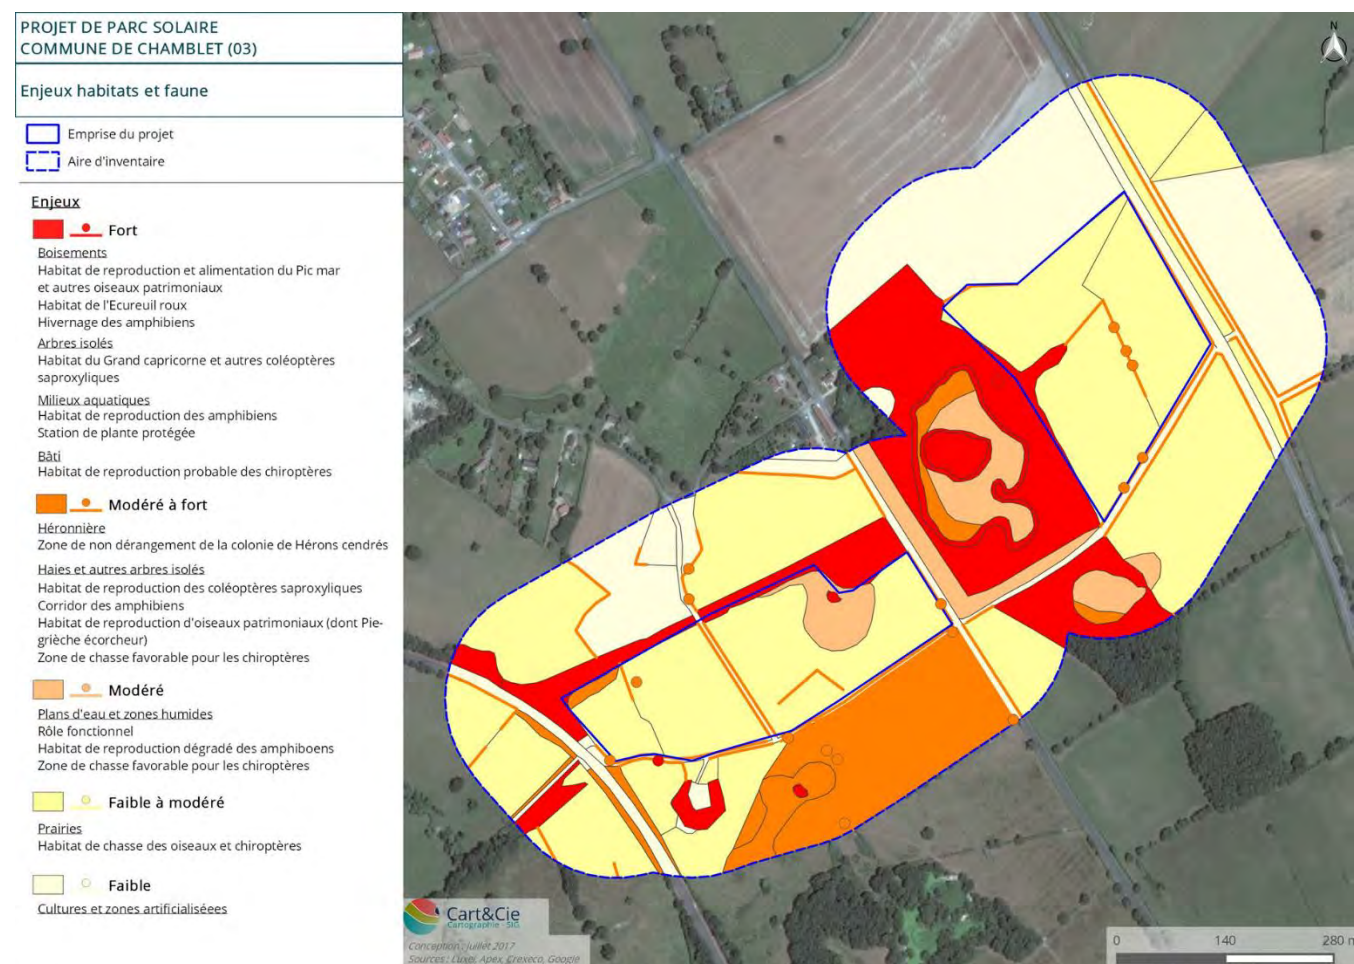 PROJET DE PARC SOLAIRE
COMMUNE DE CHAMBLET (03)
Enjeux habitats et faune
Emprise du projet
Aire d'inventaire
Enjeux
Fort
Boisements
Habitat de reproduction et alimentation du Pic mar
et autres oiseaux patrimoniaux
Habitat de l'Ecureuil roux
Hivernage des amphibiens
Arbres isolés
Habitat du Grand capricorne et autres coléoptères
saproxyliques
Milieux aquatiques
Habitat de reproduction des amphibiens
Station de plante protégée
Bâti
Habitat de reproduction probable des chiroptères
Modéré à fort
Héronnière
Zone de non dérangement de la colonie de Hérons cendrés
Haies et autres arbres isolés
Habitat de reproduction des coléoptères saproxyliques
Corridor des amphibiens
Habitat de reproduction d'oiseaux patrimoniaux (dont Pie-
grièche écorcheur)
Zone de chasse favorable pour les chiroptères
Modéré
Plans d'eau et zones humides
Rôle fonctionnel
Habitat de reproduction dégradé des amphiboens
Zone de chasse favorable pour les chiroptères
Faible à modéré
Prairies
Habitat de chasse des oiseaux et chiroptères
Faible
Cultures et zones artificialiséees
N
Cart&Cie
Cartographie - SIG
Conception : juillet 2017
Sources : Luxel, Apex, Crexeco, Google
0 140 280 m